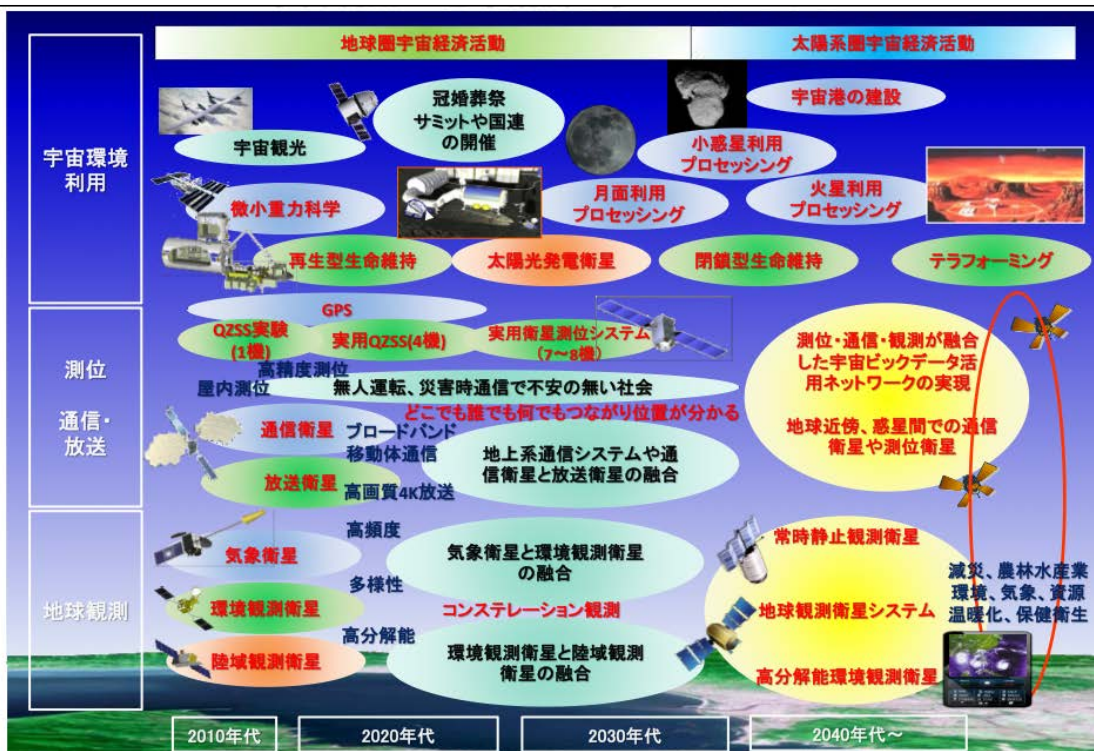 地球圏宇宙経済活動
太陽系圏宇宙経済活動
宇宙環境
利用
宇宙観光
冠婚葬祭
サミットや国連
の開催
宇宙港の建設
小惑星利用
プロセッシング
微小重力科学
月面利用
プロセッシング
火星利用
プロセッシング
再生型生命維持
太陽光発電衛星
閉鎖型生命維持
テラフォーミング
測位
通信・
放送
GPS
QZSS実験
(1機)
実用QZSS(4機)
実用衛星測位システム
(7～8機)
高精度測位
屋内測位
無人運転、災害時通信で不安の無い社会
どこでも誰でも何でもつながり位置が分かる
通信衛星
ブロードバンド
移動体通信
放送衛星
高画質4K放送
地上系通信システムや通
信衛星と放送衛星の融合
測位・通信・観測が融合
した宇宙ビックデータ活
用ネットワークの実現
地球近傍、惑星間での通信
衛星や測位衛星
地球観測
高頻度
気象衛星
多様性
環境観測衛星
高分解能
陸域観測衛星
気象衛星と環境観測衛星
の融合
コンステレーション観測
環境観測衛星と陸域観測
衛星の融合
常時静止観測衛星
地球観測衛星システム
高分解能環境観測衛星
減災、農林水産業
環境、気象、資源
温暖化、保健衛生
2010年代
2020年代
2030年代
2040年代～